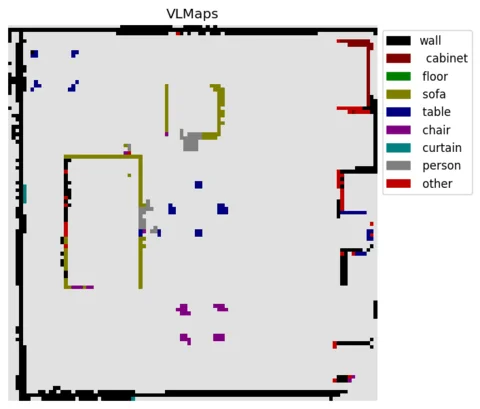 VLMaps
wall
cabinet
floor
sofa
table
chair
curtain
person
other